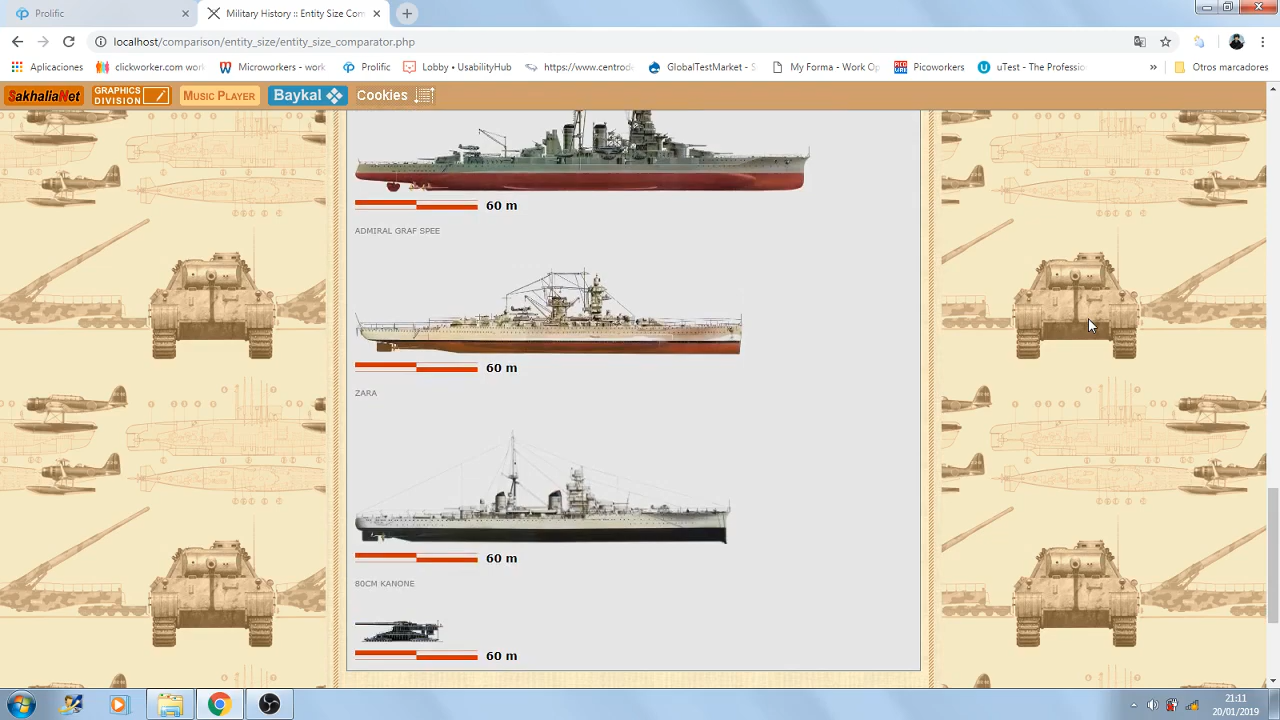 Prolific
Military History :: Entity Size Com
localhost/comparison/entity_size/entity_size_comparator.php
Aplicaciones
clickworker.com work
Microworkers - work
Prolific
Lobby • UsabilityHub
https://www.centrode
GlobalTestMarket - S
My Forma - Work Op
Picoworkers
uTest - The Professio
»
Otros marcadores
SakhaliaNet
GRAPHICS
DIVISION
MUSIC PLAYER
Baykal
Cookies
60 m
ADMIRAL GRAF SPEE
60 m
ZARA
60 m
80CM KANONE
60 m
21:11
20/01/2019